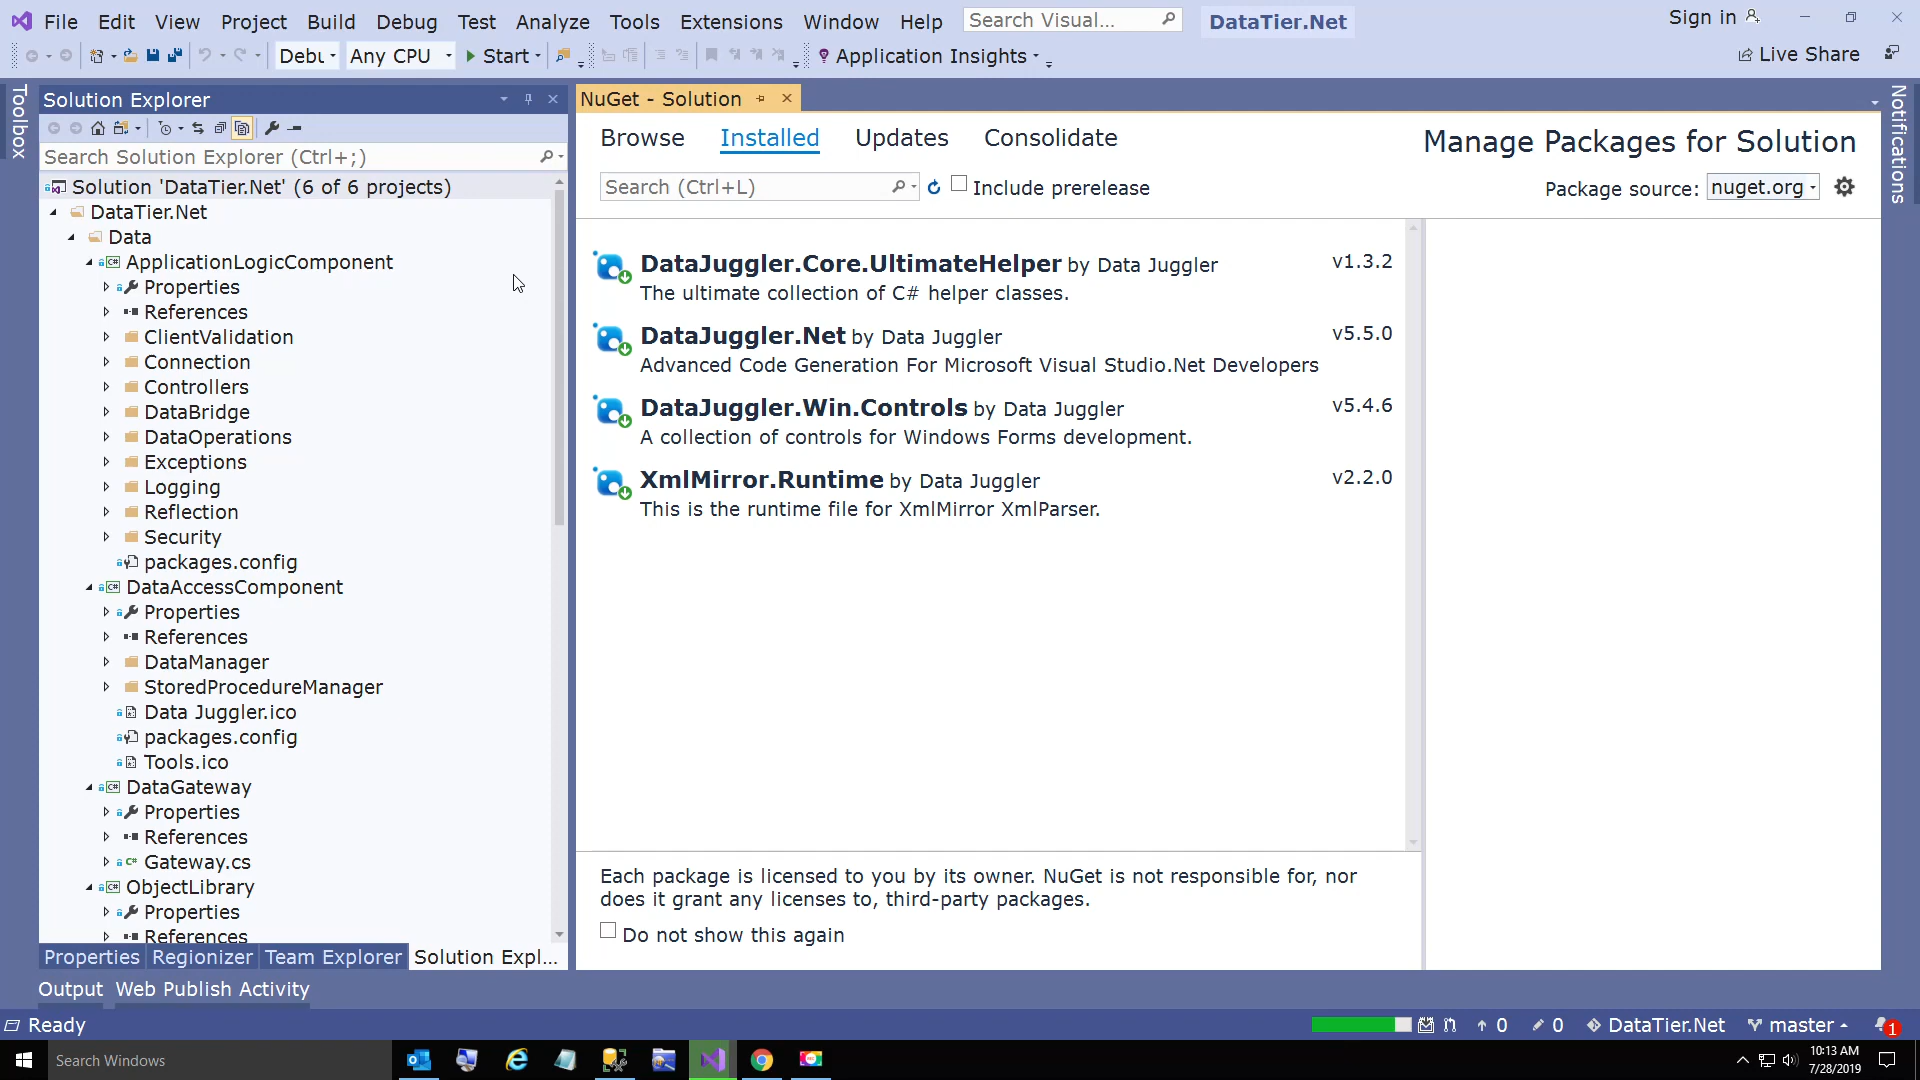 File Edit View Project Build Debug Test Analyze Tools Extensions Window Help Search Visual... DataTier.Net Sign in
Debu Any CPU Start Application Insights Live Share
Toolbox
Solution Explorer
Search Solution Explorer (Ctrl+;)
Solution 'DataTier.Net' (6 of 6 projects)
DataTier.Net
Data
ApplicationLogicComponent
Properties
References
ClientValidation
Connection
Controllers
DataBridge
DataOperations
Exceptions
Logging
Reflection
Security
packages.config
DataAccessComponent
Properties
References
DataManager
StoredProcedureManager
Data Juggler.ico
packages.config
Tools.ico
DataGateway
Properties
References
Gateway.cs
ObjectLibrary
Properties
References
Properties Regionizer Team Explorer Solution Expl...
NuGet - Solution
Browse Installed Updates Consolidate
Manage Packages for Solution
Search (Ctrl+L) Include prerelease
Package source: nuget.org
DataJuggler.Core.UltimateHelper by Data Juggler v1.3.2
The ultimate collection of C# helper classes.
DataJuggler.Net by Data Juggler v5.5.0
Advanced Code Generation For Microsoft Visual Studio.Net Developers
DataJuggler.Win.Controls by Data Juggler v5.4.6
A collection of controls for Windows Forms development.
XmlMirror.Runtime by Data Juggler v2.2.0
This is the runtime file for XmlMirror XmlParser.
Each package is licensed to you by its owner. NuGet is not responsible for, nor
does it grant any licenses to, third-party packages.
Do not show this again
Notifications
Output Web Publish Activity
Ready 0 0 DataTier.Net master 1
Search Windows
10:13 AM
7/28/2019